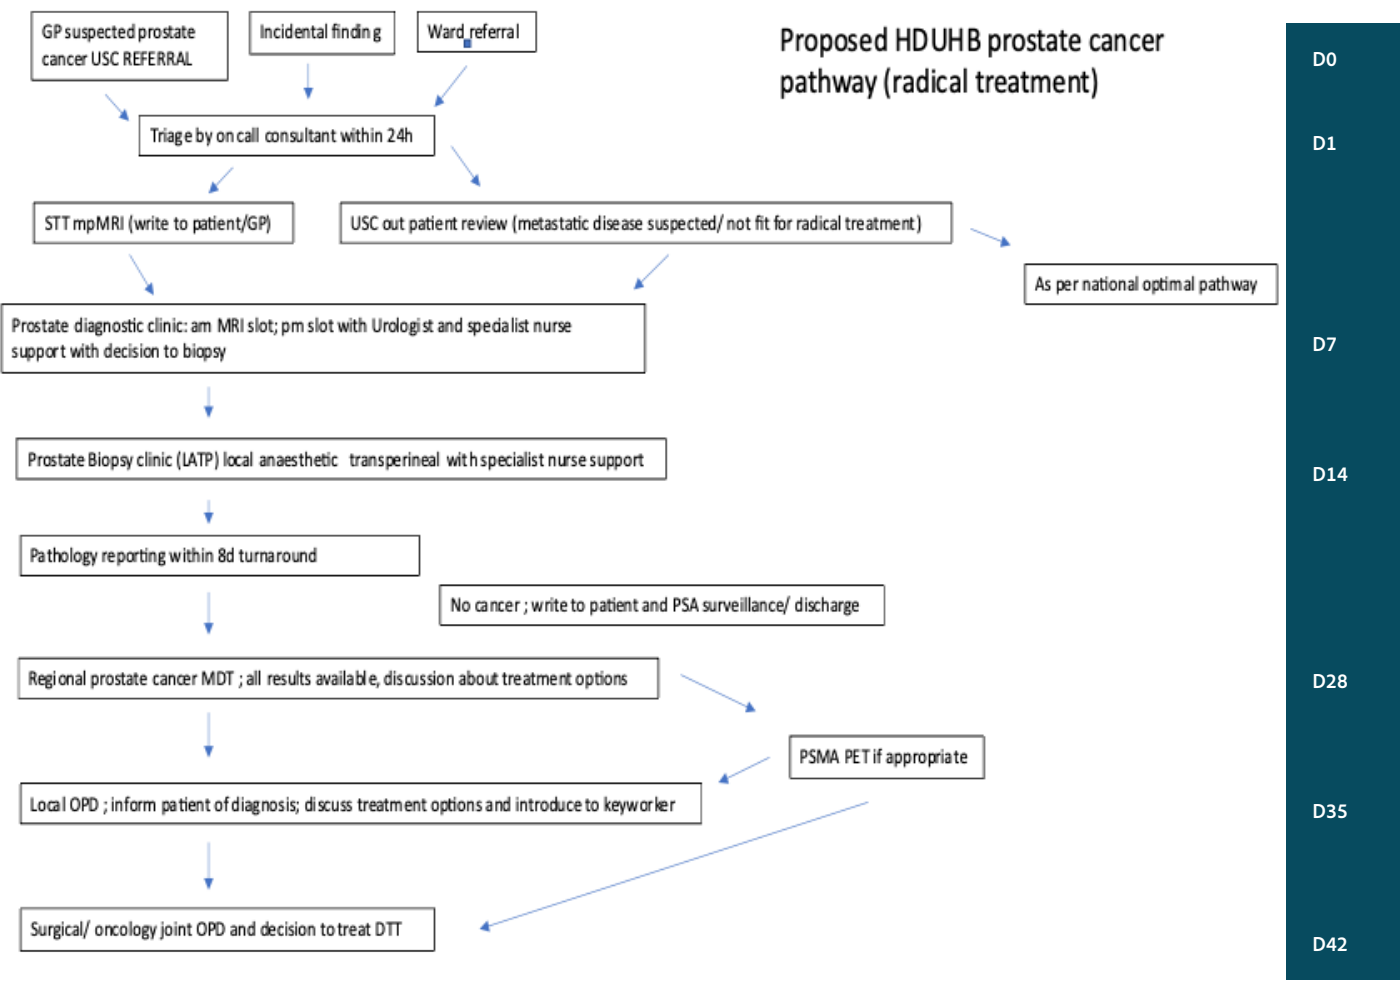 GP suspected prostate
cancer USC REFERRAL
Incidental finding
Ward referral
Proposed HDUHB prostate cancer
pathway (radical treatment)
D0
Triage by on call consultant within 24h
D1
STT mpMRI (write to patient/GP)
USC out patient review (metastatic disease suspected/ not fit for radical treatment)
As per national optimal pathway
Prostate diagnostic clinic: am MRI slot; pm slot with Urologist and specialist nurse
support with decision to biopsy
D7
Prostate Biopsy clinic (LATP) local anaesthetic transperineal with specialist nurse support
D14
Pathology reporting within 8d turnaround
No cancer ; write to patient and PSA surveillance/ discharge
Regional prostate cancer MDT ; all results available, discussion about treatment options
D28
PSMA PET if appropriate
Local OPD ; inform patient of diagnosis; discuss treatment options and introduce to keyworker
D35
Surgical/ oncology joint OPD and decision to treat DTT
D42